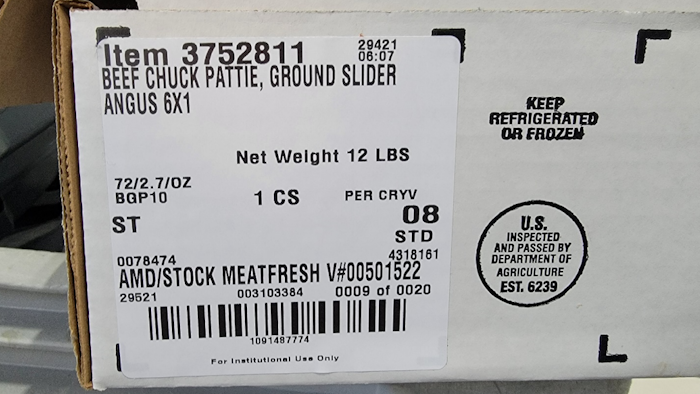 Item 3752811
29421
06:07
BEEF CHUCK PATTIE, GROUND SLIDER
ANGUS 6X1
Net Weight 12 LBS
72/2.7/OZ
BGP10
1 CS
PER CRYV
ST
08
STD
0078474
4318161
AMD/STOCK MEATFRESH V#00501522
29521
003103384
0009 of 0020
1091487774
For Institutional Use Only
KEEP
REFRIGERATED
OR FROZEN
U.S.
INSPECTED
AND PASSED BY
DEPARTMENT OF
AGRICULTURE
EST. 6239